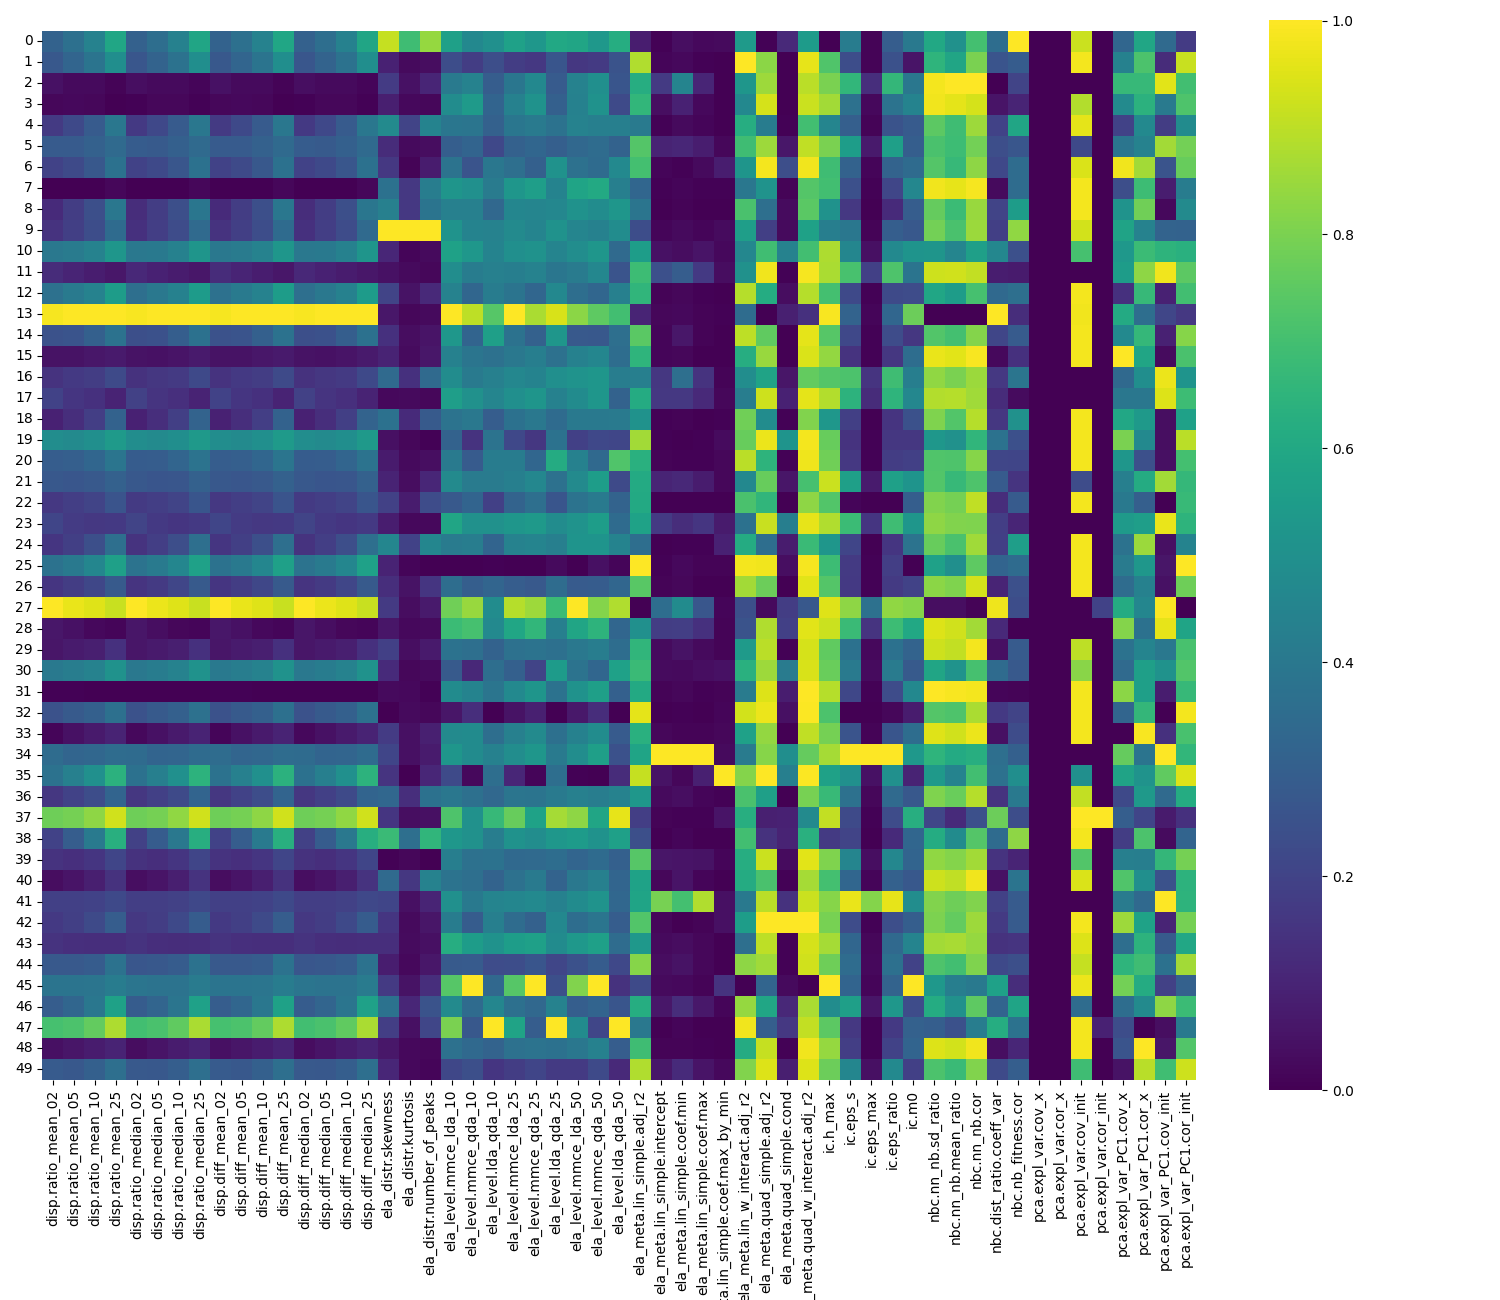 0
1
2
3
4
5
6
7
8
9
10
11
12
13
14
15
16
17
18
19
20
21
22
23
24
25
26
27
28
29
30
31
32
33
34
35
36
37
38
39
40
41
42
43
44
45
46
47
48
49
disp.ratio_mean_02
disp.ratio_mean_05
disp.ratio_mean_10
disp.ratio_mean_25
disp.ratio_median_02
disp.ratio_median_05
disp.ratio_median_10
disp.ratio_median_25
disp.diff_mean_02
disp.diff_mean_05
disp.diff_mean_10
disp.diff_mean_25
disp.diff_median_02
disp.diff_median_05
disp.diff_median_10
disp.diff_median_25
ela_distr.skewness
ela_distr.kurtosis
ela_distr.number_of_peaks
ela_level.mmce_lda_10
ela_level.mmce_qda_10
ela_level.lda_qda_10
ela_level.mmce_lda_25
ela_level.mmce_qda_25
ela_level.lda_qda_25
ela_level.mmce_lda_50
ela_level.mmce_qda_50
ela_level.lda_qda_50
ela_meta.lin_simple.adj_r2
ela_meta.lin_simple.intercept
ela_meta.lin_simple.coef.min
ela_meta.lin_simple.coef.max
ta.lin_simple.coef.max_by_min
ela_meta.lin_w_interact.adj_r2
ela_meta.quad_simple.adj_r2
ela_meta.quad_simple.cond
_meta.quad_w_interact.adj_r2
ic.h_max
ic.eps_s
ic.eps_max
ic.eps_ratio
ic.m0
nbc.nn_nb.sd_ratio
nbc.nn_nb.mean_ratio
nbc.nn_nb.cor
nbc.dist_ratio.coeff_var
nbc.nb_fitness.cor
pca.expl_var.cov_x
pca.expl_var.cor_x
pca.expl_var.cov_init
pca.expl_var.cor_init
pca.expl_var_PC1.cov_x
pca.expl_var_PC1.cor_x
pca.expl_var_PC1.cov_init
pca.expl_var_PC1.cor_init
1.0
0.8
0.6
0.4
0.2
0.0